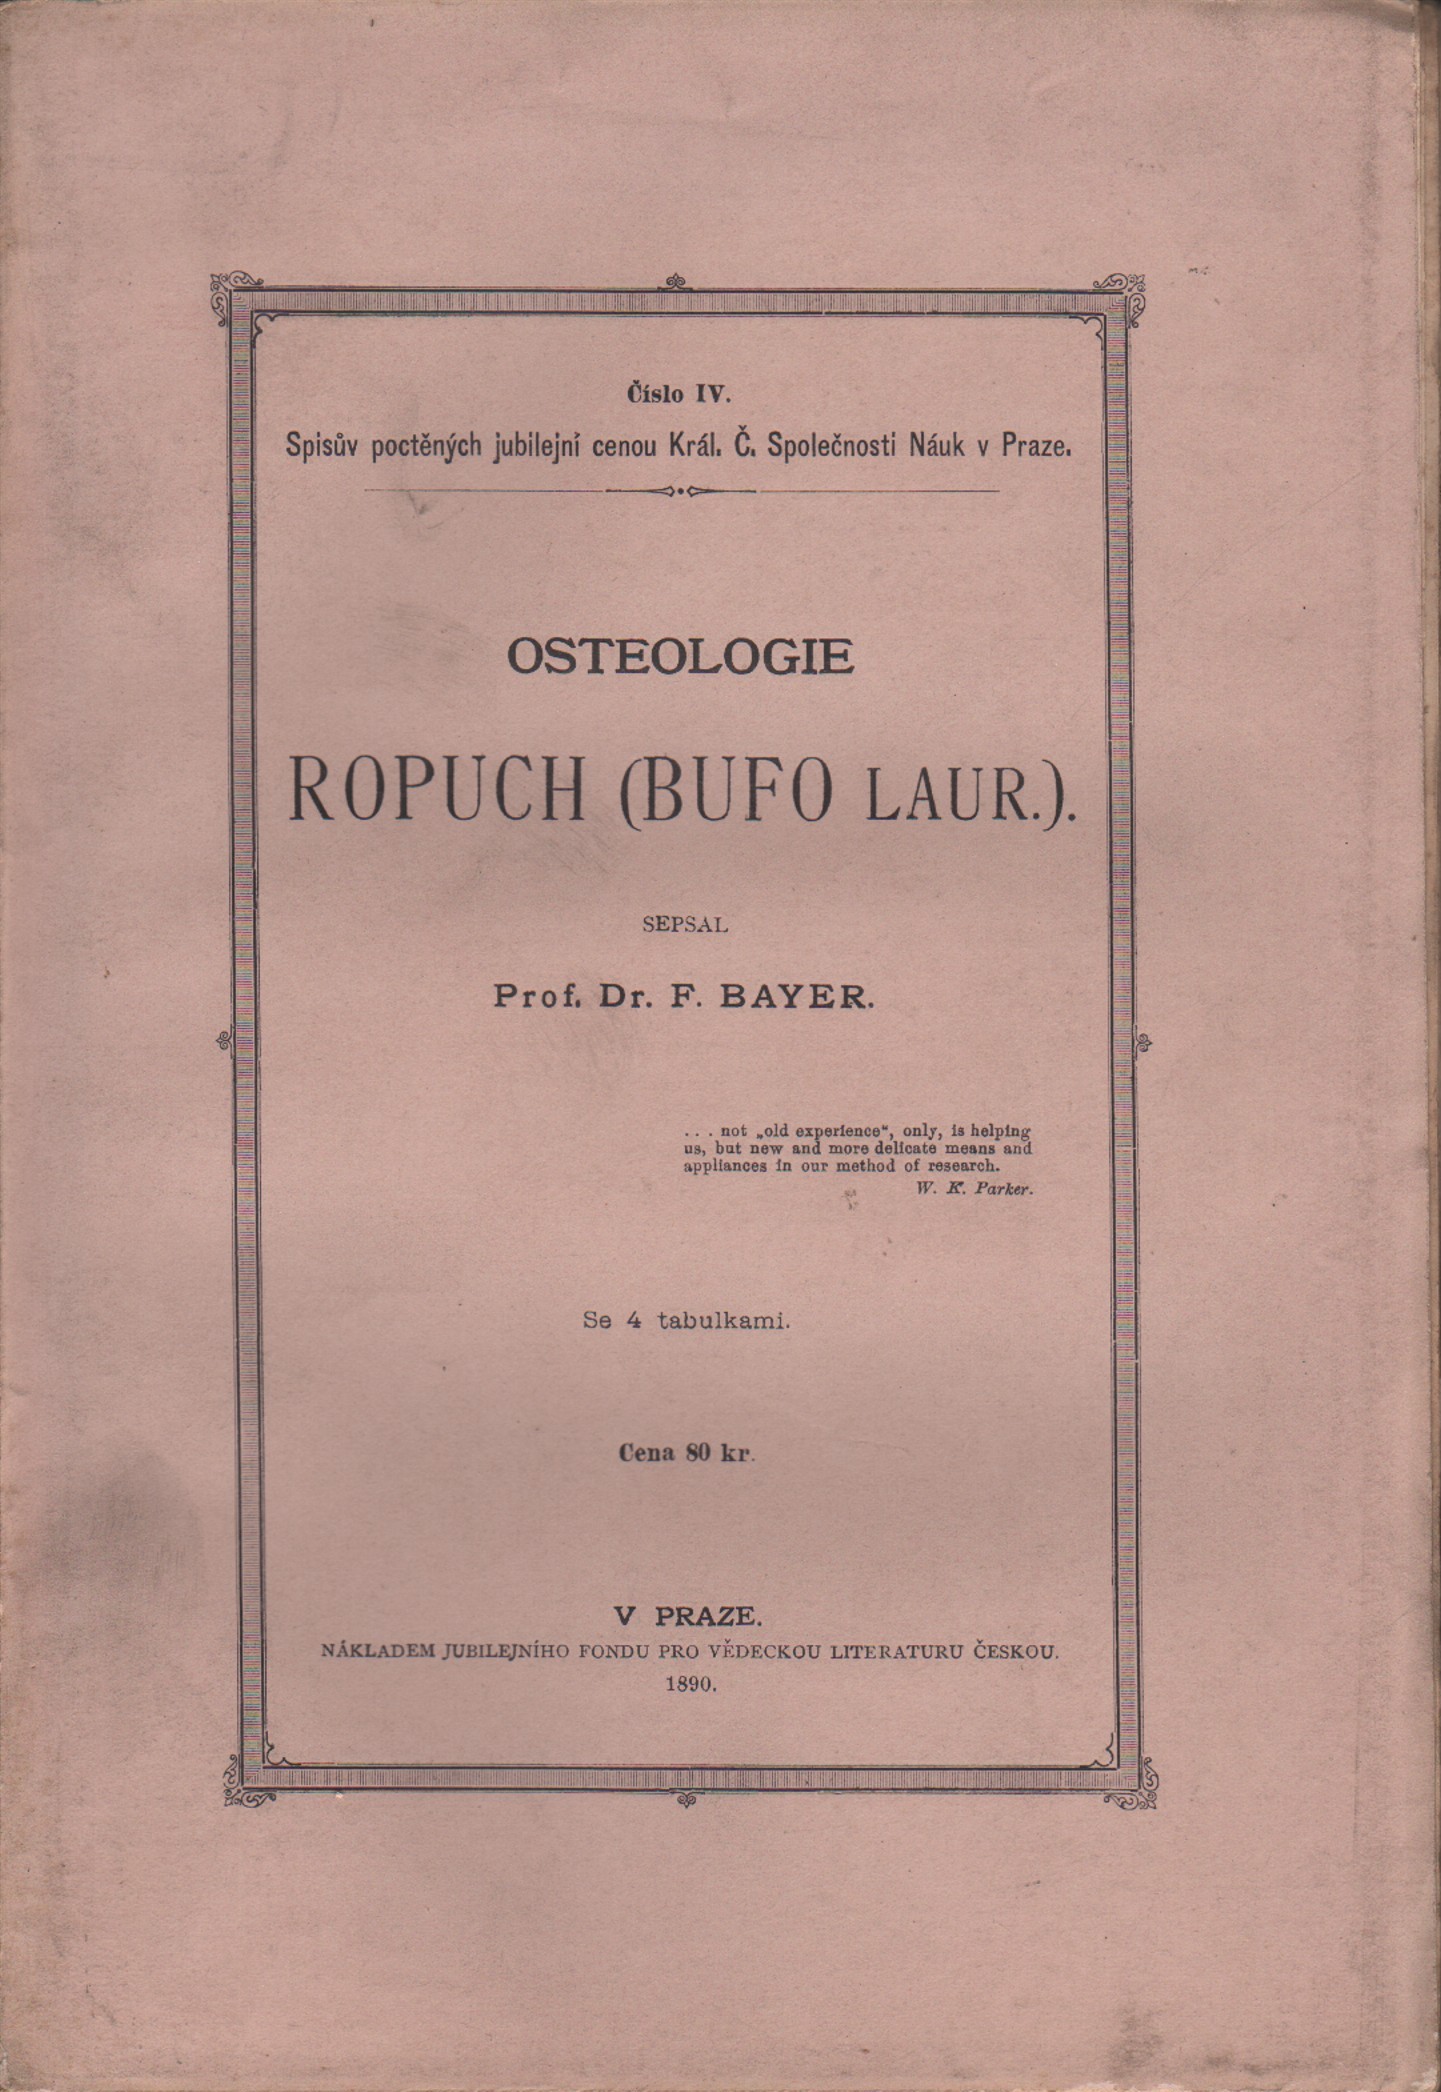 Číslo IV.
Spisův poctěných jubilejní cenou Král. Č. Společnosti Náuk v Praze.
OSTEOLOGIE
ROPUCH (BUFO LAUR.).
SEPSAL
Prof. Dr. F. BAYER.
. . . not „old experience“, only, is helping
us, but new and more delicate means and
appliances in our method of research.
W. K. Parker.
Se 4 tabulkami.
Cena 80 kr.
V PRAZE.
NÁKLADEM JUBILEJNÍHO FONDU PRO VĚDECKOU LITERATURU ČESKOU.
1890.